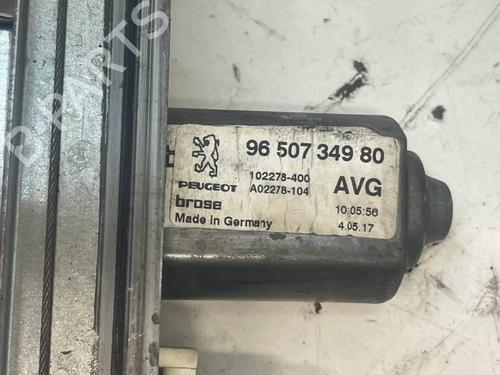 96 507 349 80
102278-400
PEUGEOT A02278-104 AVG
brose 10:05:56
Made in Germany 4.05.17
B-PARTS